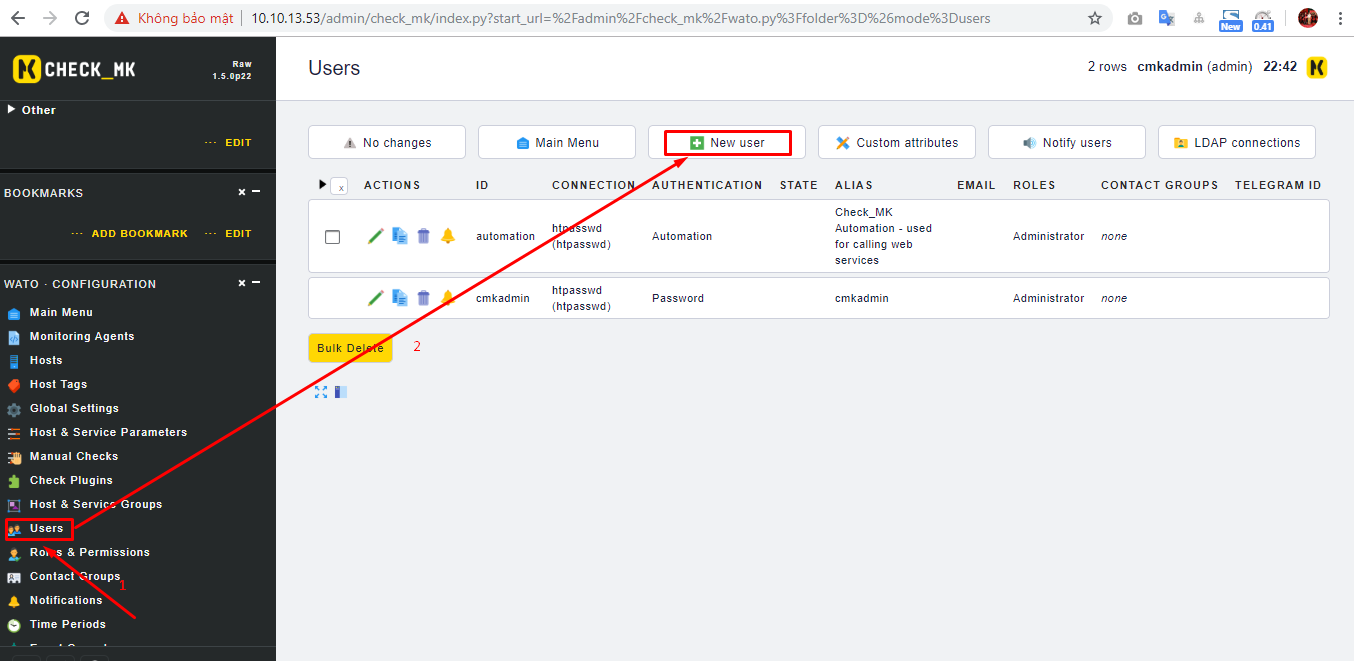 Không bảo mật
10.10.13.53/admin/check_mk/index.py?start_url=%2Fadmin%2Fcheck_mk%2Fwato.py%3Ffolder%3D%26mode%3Dusers
New
0.41
CHECK_MK
Raw
1.5.0p22
Other
··· EDIT
BOOKMARKS
··· ADD BOOKMARK ··· EDIT
WATO · CONFIGURATION
Main Menu
Monitoring Agents
Hosts
Host Tags
Global Settings
Host & Service Parameters
Manual Checks
Check Plugins
Host & Service Groups
Users
Roles & Permissions
Contact Groups
1
Notifications
Time Periods
Users
2 rows cmkadmin (admin) 22:42
No changes
Main Menu
New user
Custom attributes
Notify users
LDAP connections
x ACTIONS ID CONNECTION AUTHENTICATION STATE ALIAS EMAIL ROLES CONTACT GROUPS TELEGRAM ID
automation
htpasswd
(htpasswd)
Automation
Check_MK
Automation - used
for calling web
services
Administrator
none
cmkadmin
htpasswd
(htpasswd)
Password
cmkadmin
Administrator
none
Bulk Delete
2